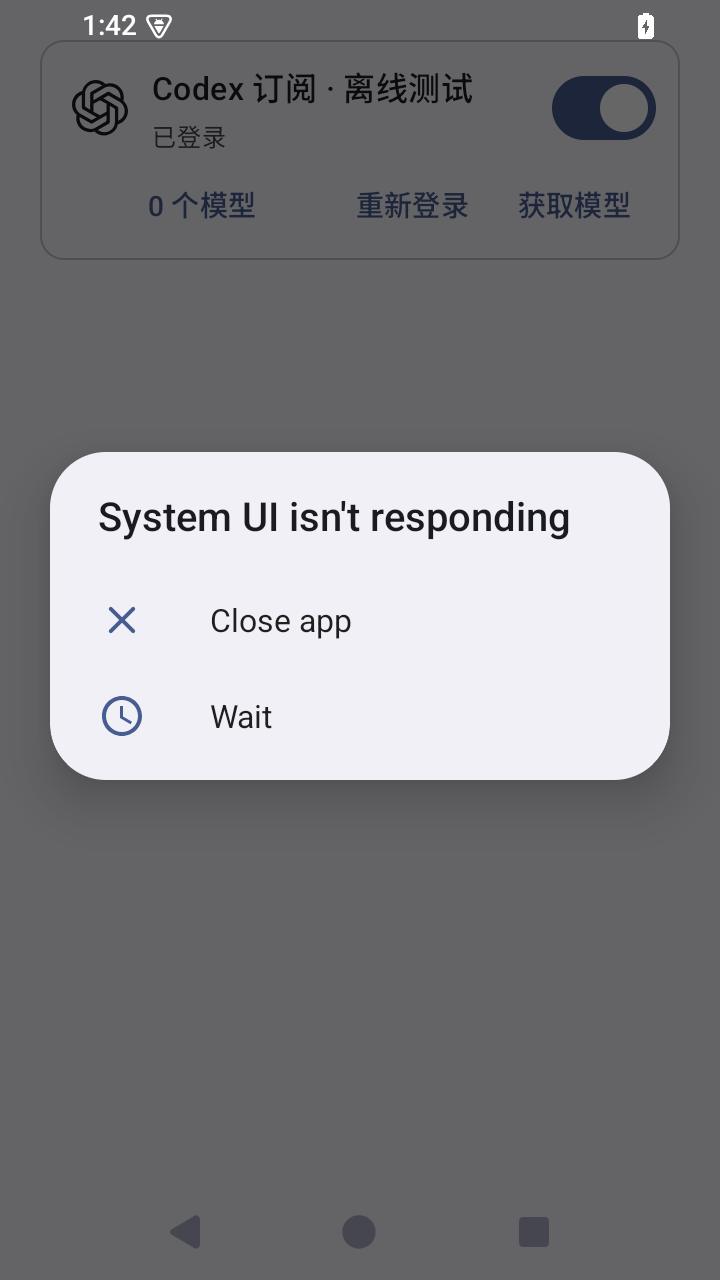 1:42
Codex 订阅 · 离线测试
已登录
0 个模型 重新登录 获取模型
System UI isn't responding
Close app
Wait